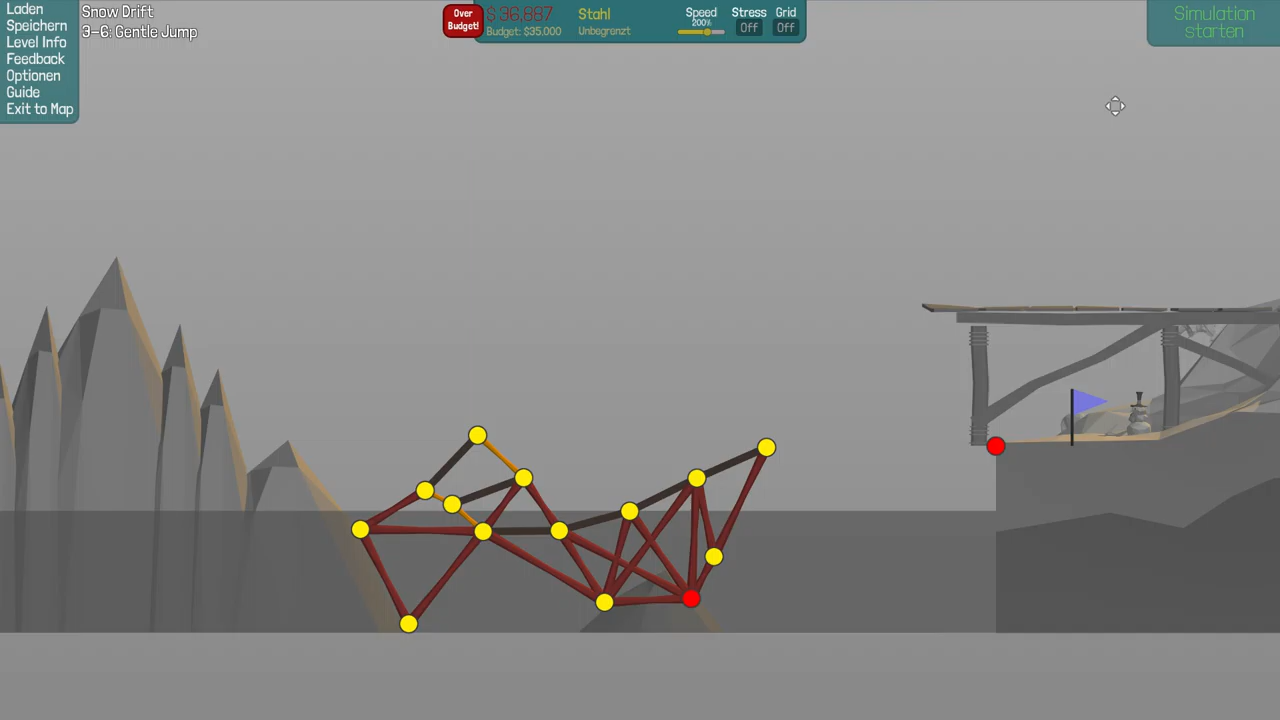 Laden
Speichern
Level Info
Feedback
Optionen
Guide
Exit to Map
Snow Drift
3-6: Gentle Jump
Over
Budget!
$ 36,887
Budget: $35.000
Stahl
Unbegrenzt
Speed
200%
Stress
Off
Grid
Off
Simulation
starten